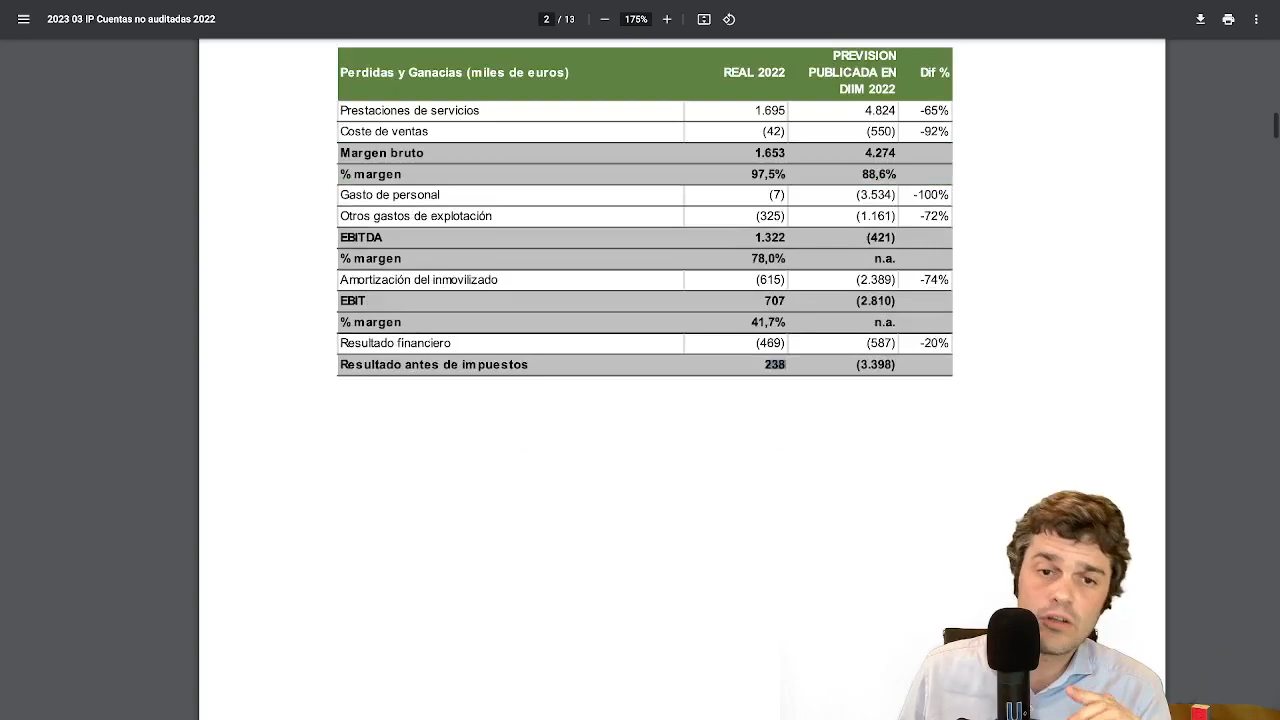 2023 03 IP Cuentas no auditadas 2022 2 / 13 175%
Perdidas y Ganacias (miles de euros) REAL 2022 PREVISION PUBLICADA EN DIIM 2022 Dif %
Prestaciones de servicios 1.695 4.824 -65%
Coste de ventas (42) (550) -92%
Margen bruto 1.653 4.274
% margen 97,5% 88,6%
Gasto de personal (7) (3.534) -100%
Otros gastos de explotación (325) (1.161) -72%
EBITDA 1.322 (421)
% margen 78,0% n.a.
Amortización del inmovilizado (615) (2.389) -74%
EBIT 707 (2.810)
% margen 41,7% n.a.
Resultado financiero (469) (587) -20%
Resultado antes de impuestos 238 (3.398)